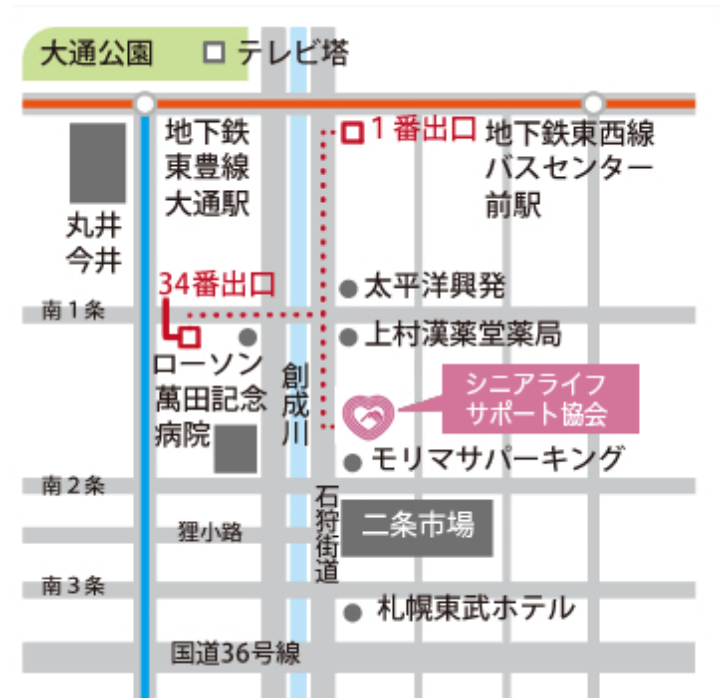 大通公園
テレビ塔
地下鉄
東豊線
大通駅
1番出口
地下鉄東西線
バスセンター
前駅
丸井
今井
34番出口
太平洋興発
南1条
上村漢薬堂薬局
ローソン
萬田記念
病院
創成川
シニアライフ
サポート協会
モリマサパーキング
南2条
石狩街道
二条市場
狸小路
南3条
札幌東武ホテル
国道36号線